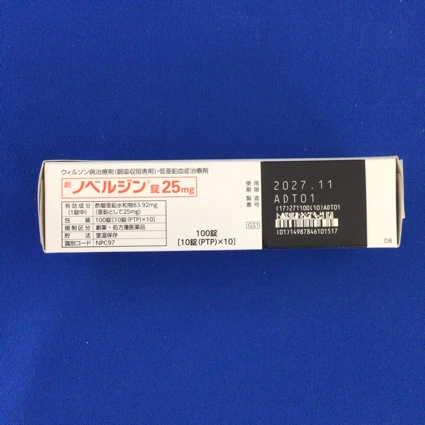 ウィルソン病治療剤(銅吸収阻害剤)・低亜鉛血症治療剤
劇 ノベルジン®錠25mg
有効成分 酢酸亜鉛水和物83.92mg
(1錠中) (亜鉛として25mg)
包装 100錠[10錠(PTP)×10]
規制区分 劇薬・処方箋医薬品
貯法 室温保存
識別コード NPC97
100錠
[10錠(PTP)×10]
使用期限 2027.11
製造番号 ADT01
GS1
(17)271100(10)ADT01
(01)14987846101517
DB